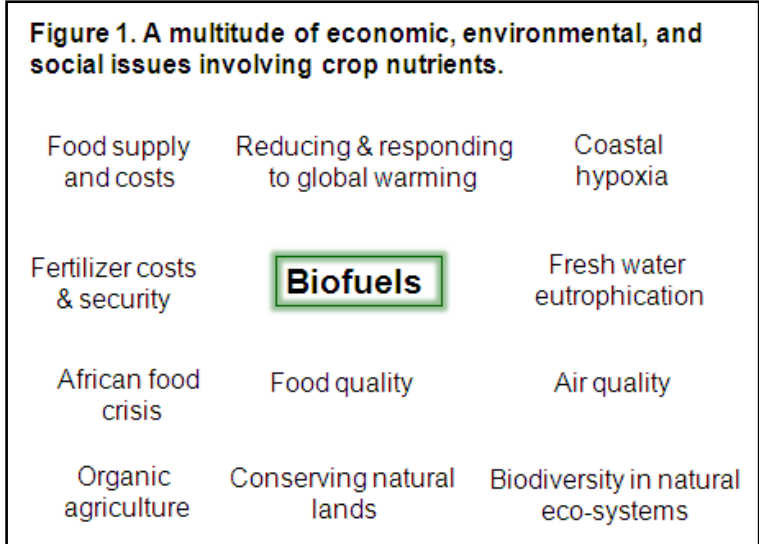 Figure 1. A multitude of economic, environmental, and
social issues involving crop nutrients.
Food supply
and costs
Reducing & responding
to global warming
Coastal
hypoxia
Fertilizer costs
& security
Biofuels
Fresh water
eutrophication
African food
crisis
Food quality
Air quality
Organic
agriculture
Conserving natural
lands
Biodiversity in natural
eco-systems